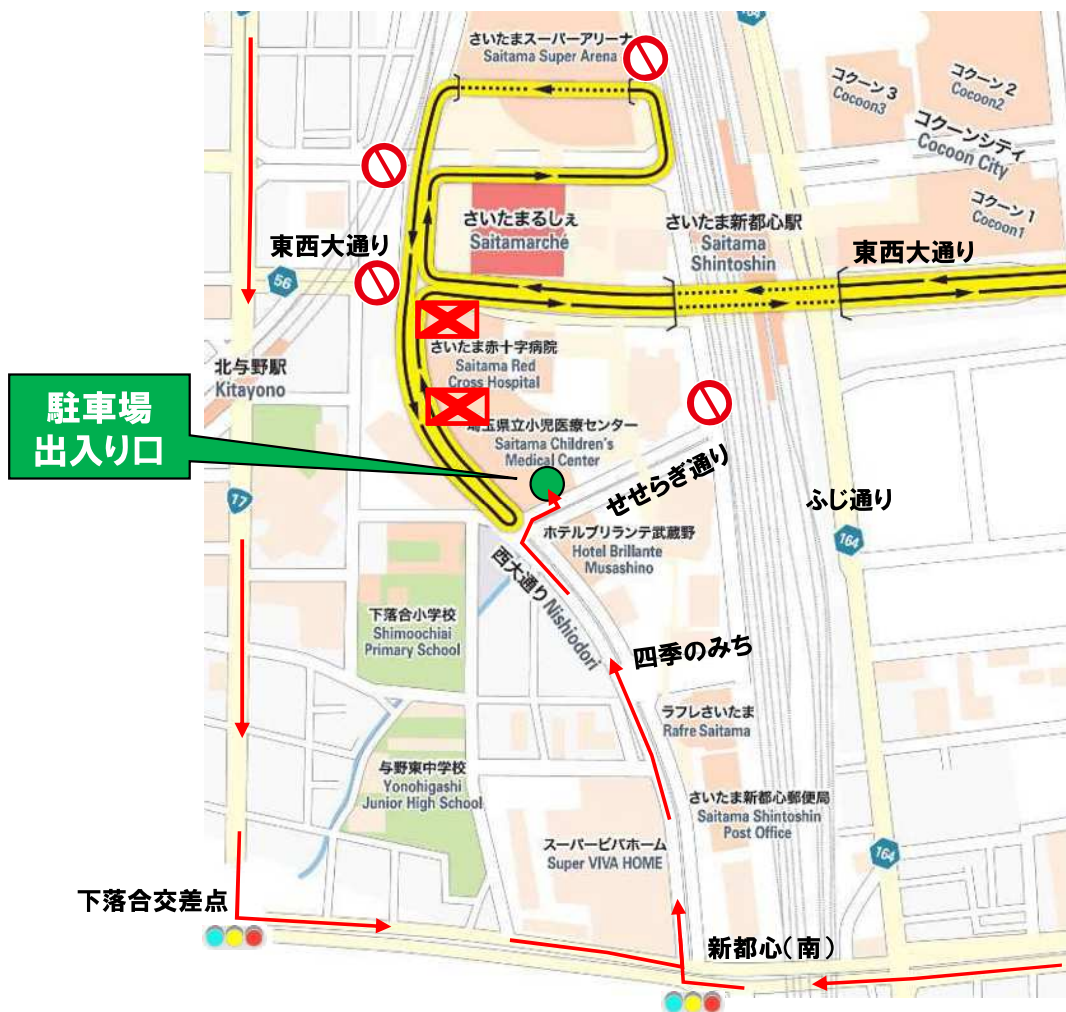 164
さいたまスーパーアリーナ
Saitama Super Arena
コクーン3
Cocoon3
コクーン2
Cocoon2
コクーンシティ
Cocoon City
コクーン1
Cocoon1
さいたまるしぇ
Saitamarché
さいたま新都心駅
Saitama
Shintoshin
東西大通り
東西大通り
56
さいたま赤十字病院
Saitama Red
Cross Hospital
北与野駅
Kitayono
駐車場
出入り口
埼玉県立小児医療センター
Saitama Children's
Medical Center
せせらぎ通り
ふじ通り
17
164
ホテルブリランテ武蔵野
Hotel Brillante
Musashino
西大通り Nishiodori
下落合小学校
Shimoochiai
Primary School
四季のみち
ラフレさいたま
Rafre Saitama
与野東中学校
Yonohigashi
Junior High School
さいたま新都心郵便局
Saitama Shintoshin
Post Office
スーパービバホーム
Super VIVA HOME
164
下落合交差点
新都心(南)